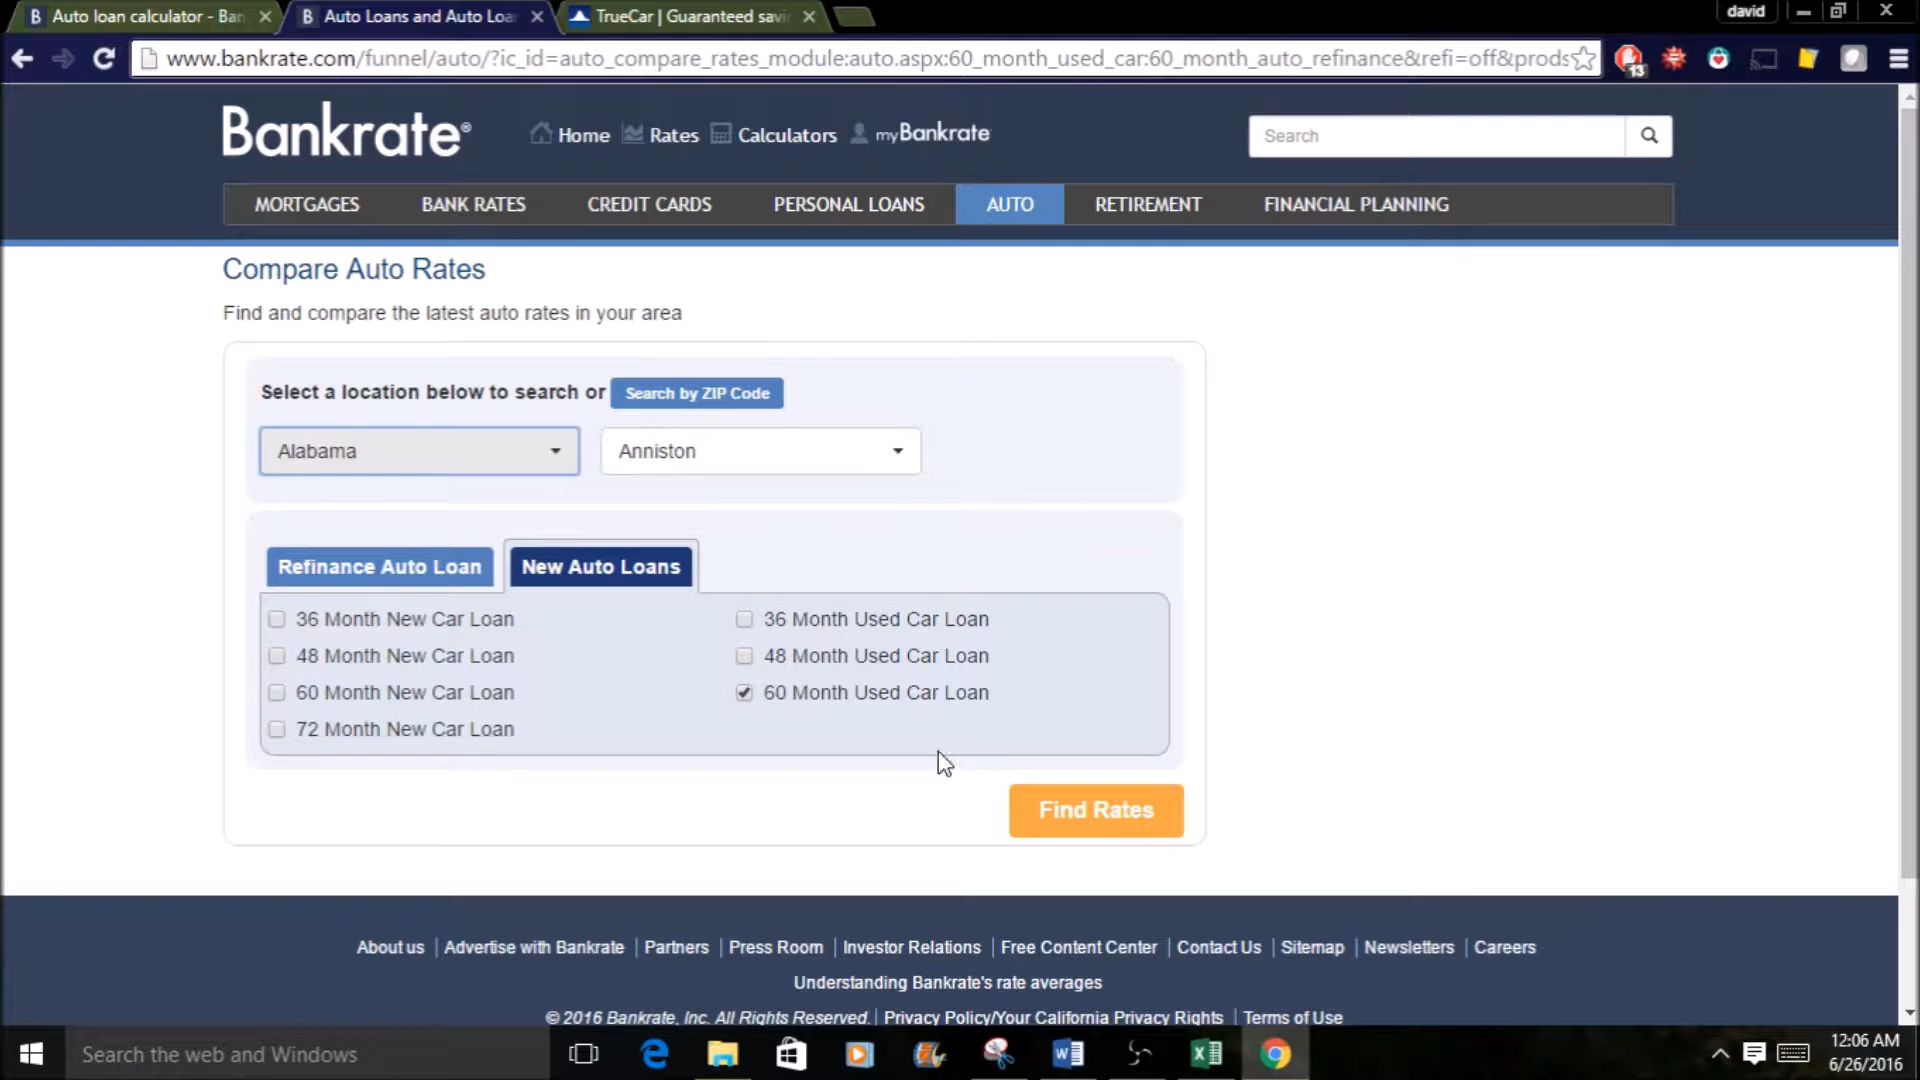 Auto loan calculator - Ban
Auto Loans and Auto Loa
TrueCar | Guaranteed savi
david
www.bankrate.com/funnel/auto/?ic_id=auto_compare_rates_module:auto.aspx:60_month_used_car:60_month_auto_refinance&refi=off&prods
13
Bankrate®
Home
Rates
Calculators
myBankrate
Search
MORTGAGES
BANK RATES
CREDIT CARDS
PERSONAL LOANS
AUTO
RETIREMENT
FINANCIAL PLANNING
Compare Auto Rates
Find and compare the latest auto rates in your area
Select a location below to search or Search by ZIP Code
Alabama
Anniston
Refinance Auto Loan
New Auto Loans
36 Month New Car Loan
36 Month Used Car Loan
48 Month New Car Loan
48 Month Used Car Loan
60 Month New Car Loan
60 Month Used Car Loan
72 Month New Car Loan
Find Rates
About us | Advertise with Bankrate | Partners | Press Room | Investor Relations | Free Content Center | Contact Us | Sitemap | Newsletters | Careers
Understanding Bankrate's rate averages
© 2016 Bankrate, Inc. All Rights Reserved. | Privacy Policy/Your California Privacy Rights | Terms of Use
Search the web and Windows
12:06 AM
6/26/2016